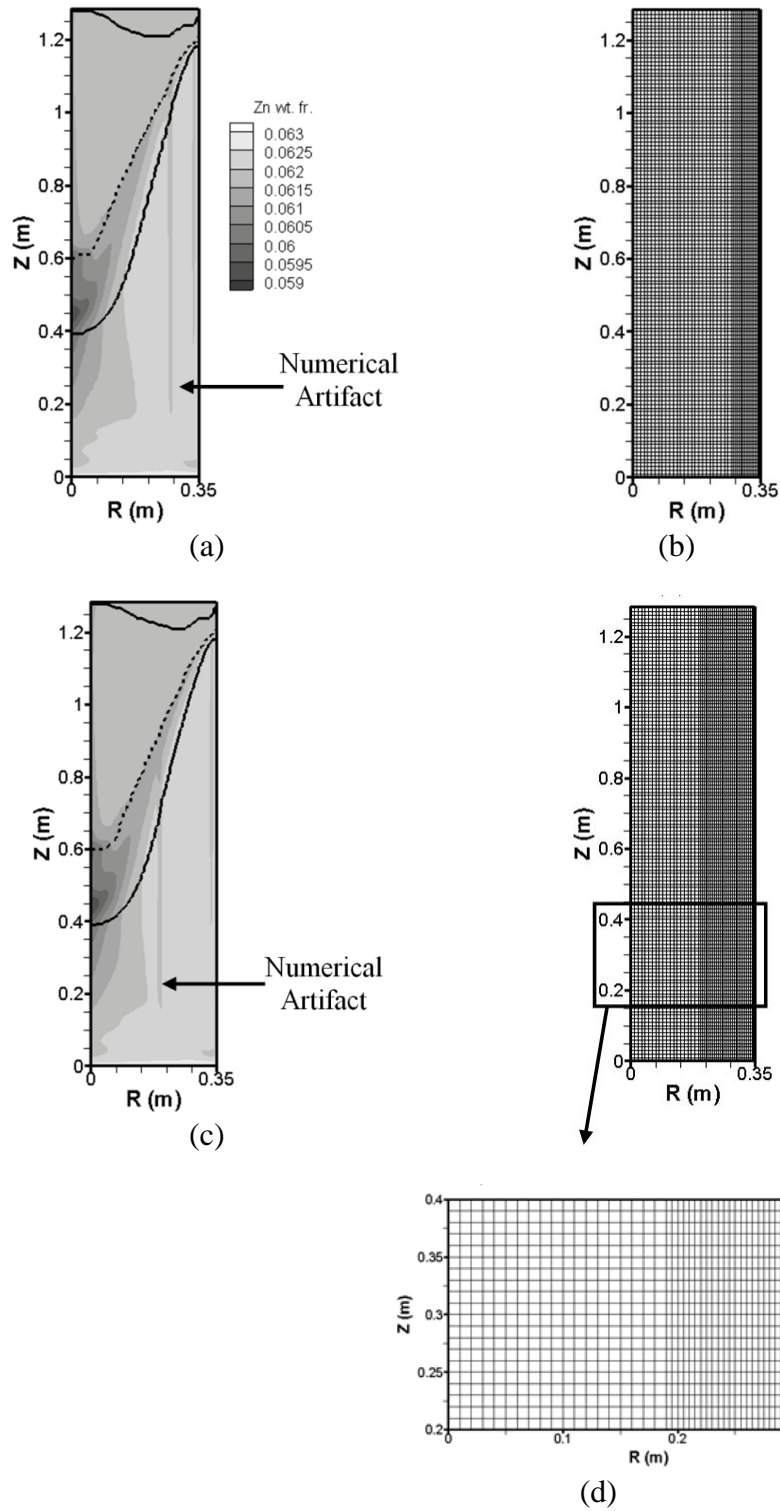 1.2
1
0.8
0.6
0.4
0.2
0
Z (m)
0
0.35
R (m)
Zn wt. fr.
0.063
0.0625
0.062
0.0615
0.061
0.0605
0.06
0.0595
0.059
Numerical
Artifact
(a)
1.2
1
0.8
0.6
0.4
0.2
0
Z (m)
0
0.35
R (m)
(b)
1.2
1
0.8
0.6
0.4
0.2
0
Z (m)
0
0.35
R (m)
Numerical
Artifact
(c)
1.2
1
0.8
0.6
0.4
0.2
0
Z (m)
0
0.35
R (m)
0.4
0.35
0.3
0.25
0.2
Z (m)
0
0.1
0.2
R (m)
(d)